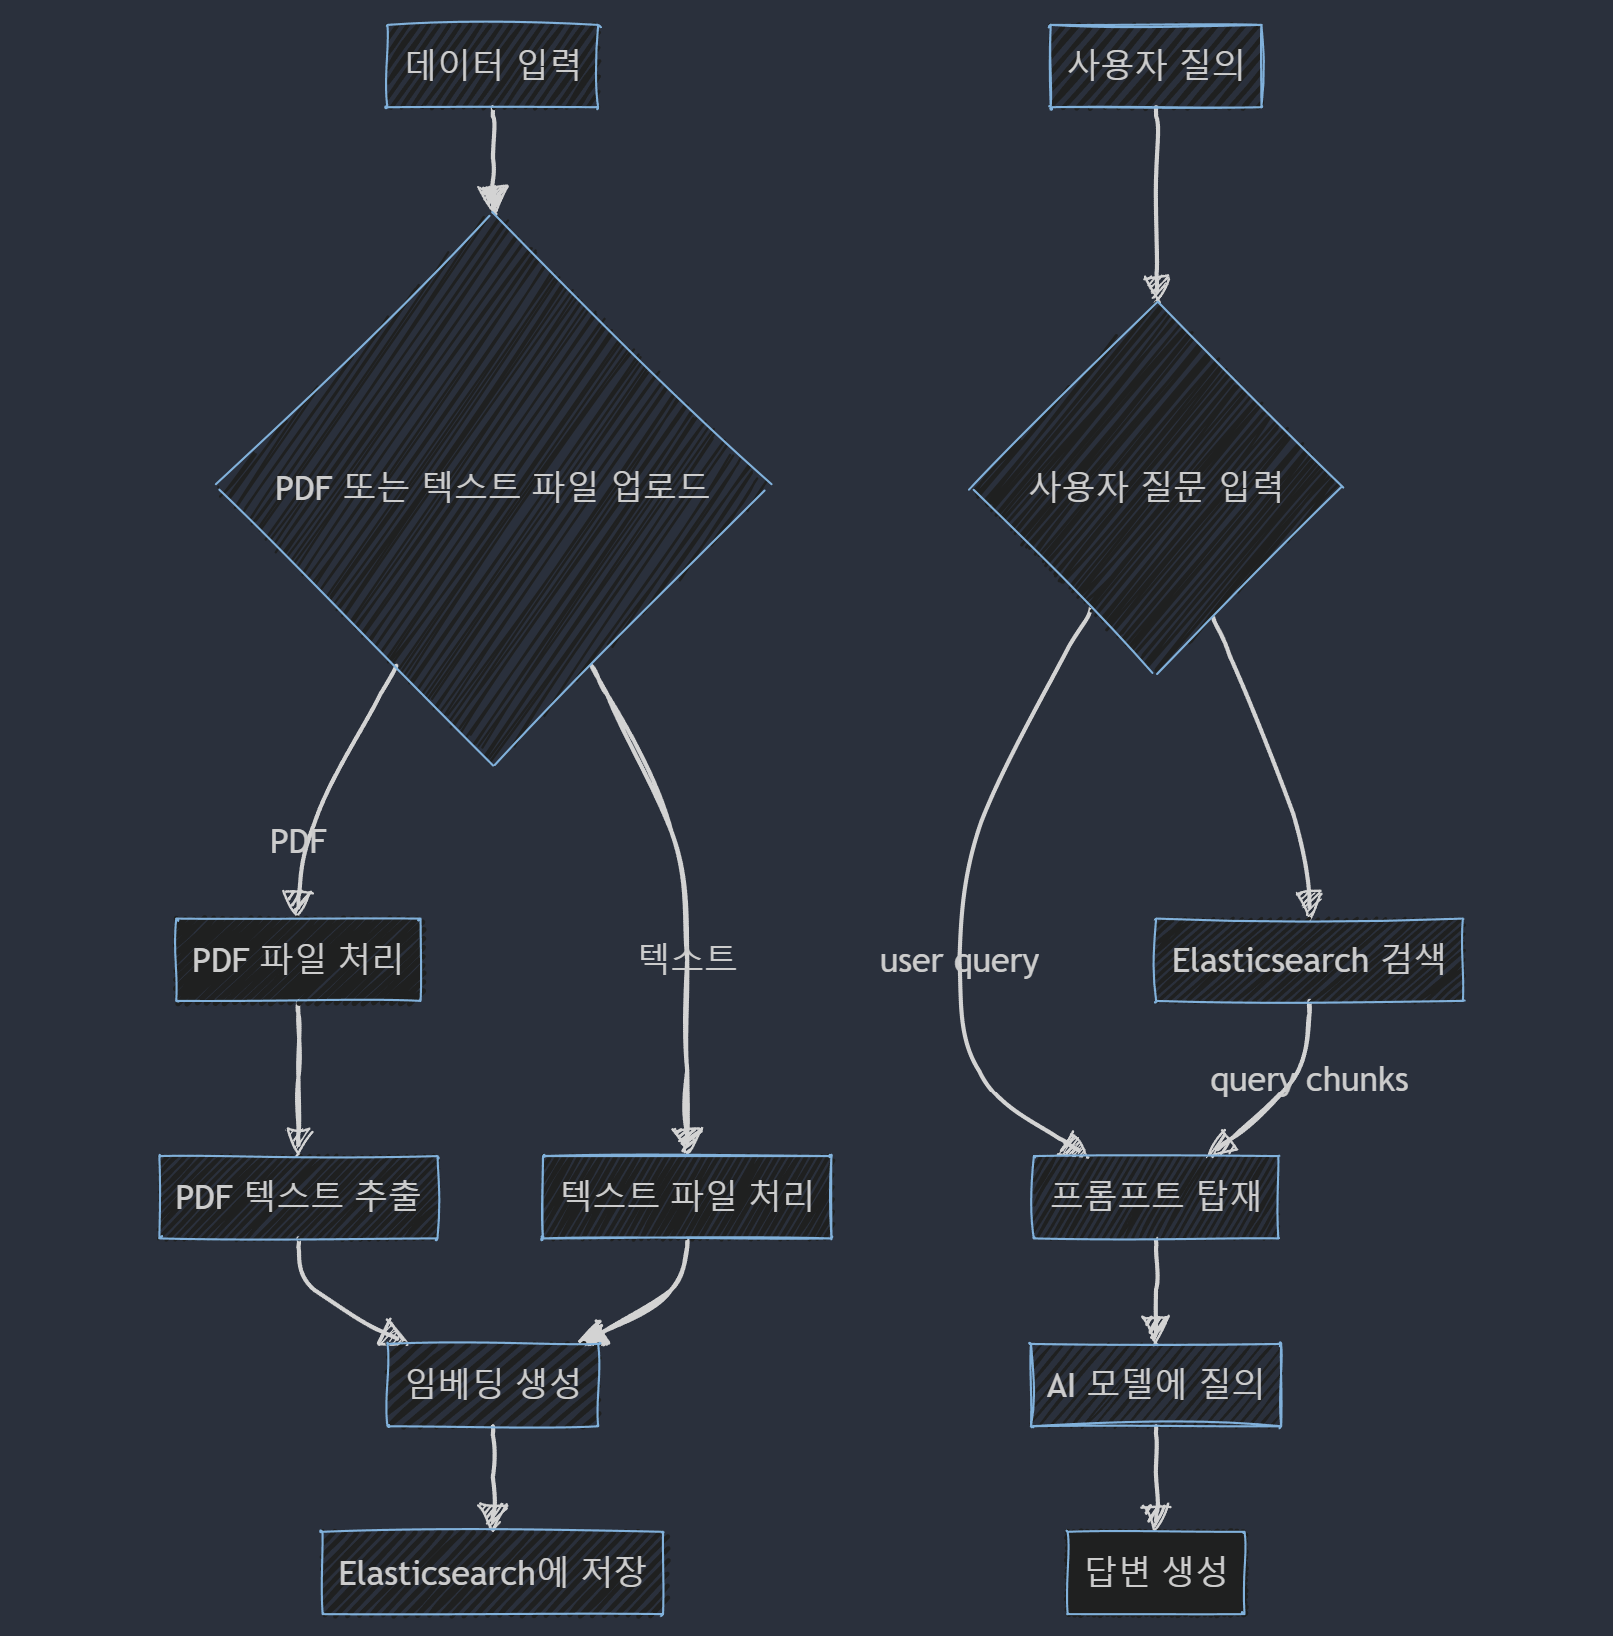 데이터 입력
사용자 질의
PDF 또는 텍스트 파일 업로드
사용자 질문 입력
PDF
PDF 파일 처리
텍스트
user query
Elasticsearch 검색
query chunks
PDF 텍스트 추출
텍스트 파일 처리
프롬프트 탑재
임베딩 생성
AI 모델에 질의
Elasticsearch에 저장
답변 생성